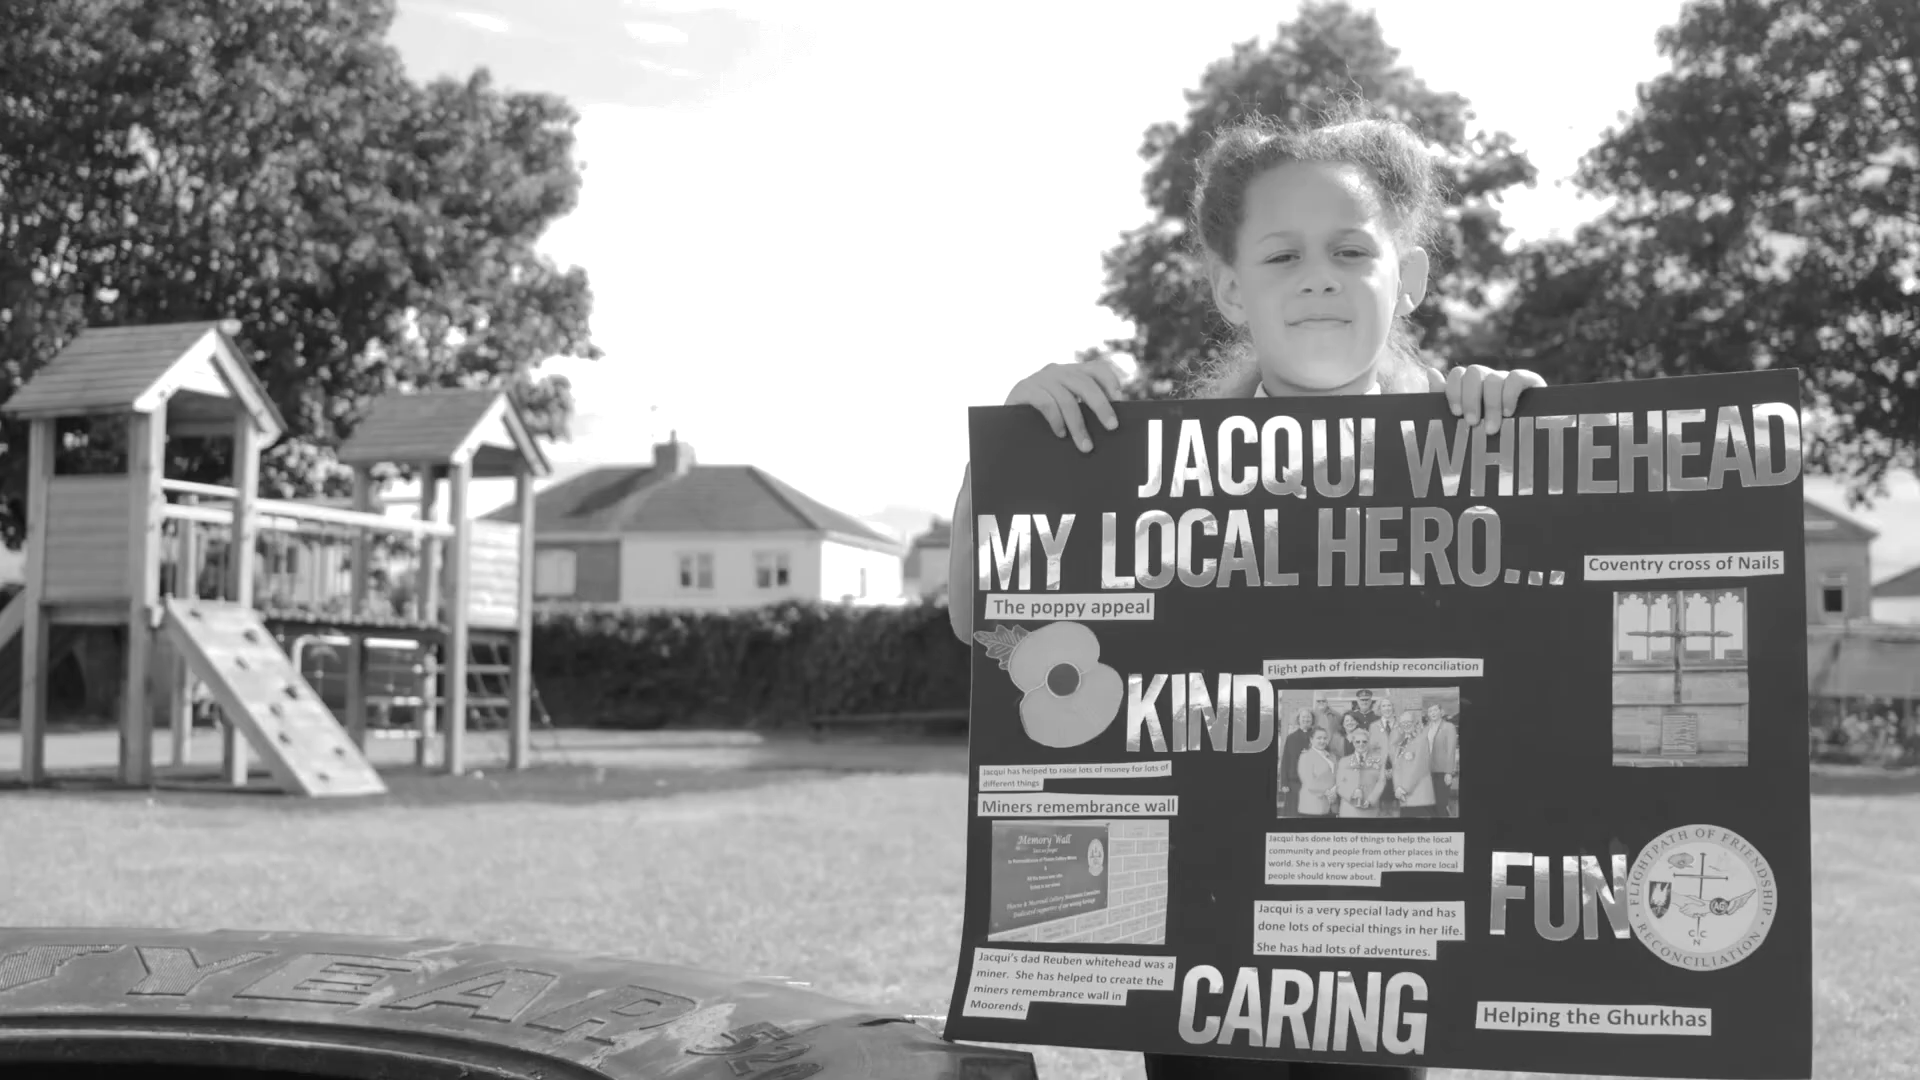 JACQUI WHITEHEAD
MY LOCAL HERO...
Coventry cross of Nails
The poppy appeal
Flight path of friendship reconciliation
KIND
Jacqui has helped to raise lots of money for lots of
different things
Miners remembrance wall
Memory Wall
Jacqui has done lots of things to help the local
community and people from other places in the
world. She is a very special lady who more local
people should know about.
FUN
FLIGHTPATH OF FRIENDSHIP
RECONCILIATION
C C
N
Jacqui is a very special lady and has
done lots of special things in her life.
She has had lots of adventures.
Jacqui's dad Reuben whitehead was a
miner. She has helped to create the
miners remembrance wall in
Moorends.
CARING
Helping the Ghurkhas
YEAR